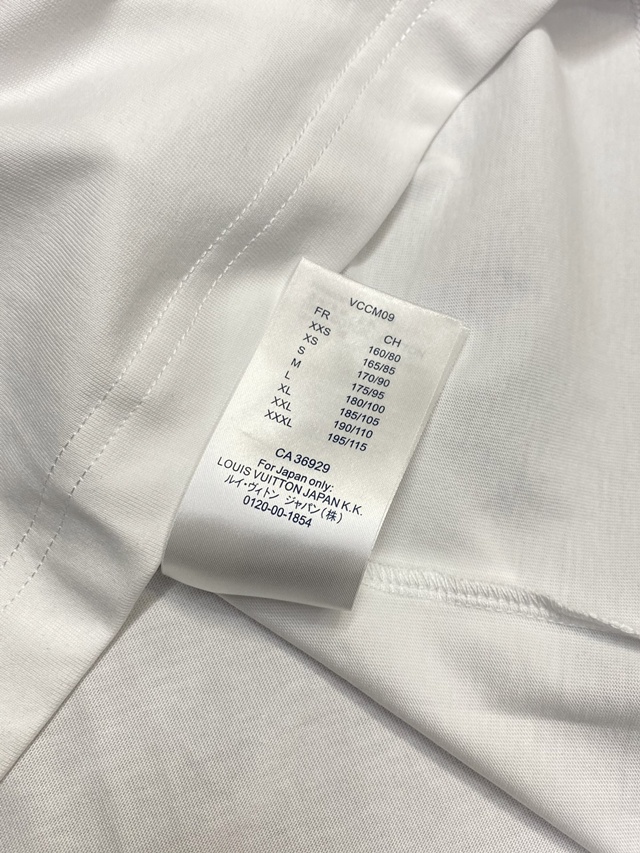 VCCM09
FR CH
XXS 160/80
XS 165/85
S 170/90
M 175/95
L 180/100
XL 185/105
XXL 190/110
XXXL 195/115
CA 36929
For Japan only:
LOUIS VUITTON JAPAN K.K.
ルイ・ヴィトン ジャパン(株)
0120-00-1854